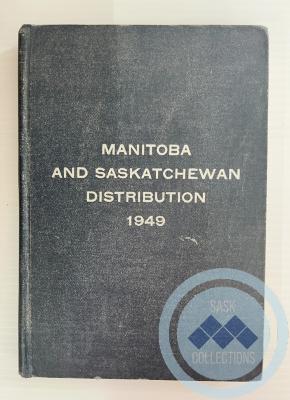 MANITOBA
AND SASKATCHEWAN
DISTRIBUTION
1949
SASK
COLLECTIONS